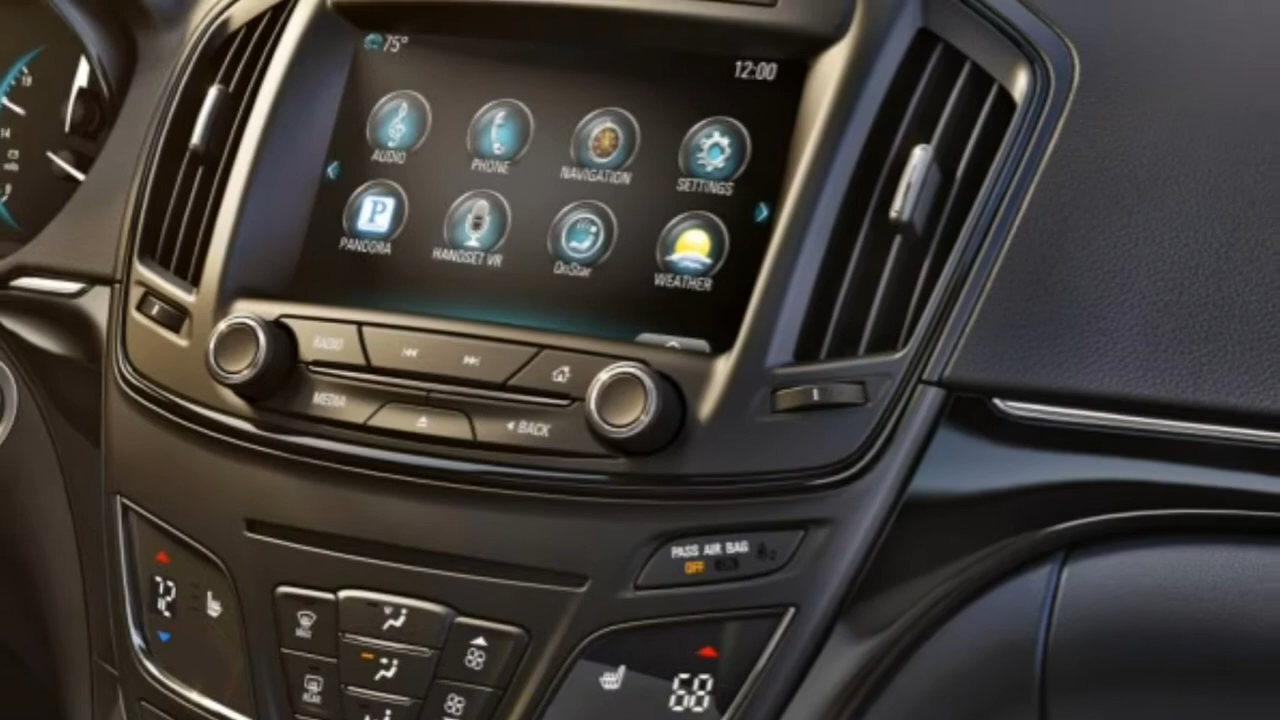 75°
12:00
AUDIO
PHONE
NAVIGATION
SETTINGS
P
PANDORA
HANDSET VR
OnStar
WEATHER
RADIO
MEDIA
BACK
PASS AIR BAG
OFF
72
REAR
68